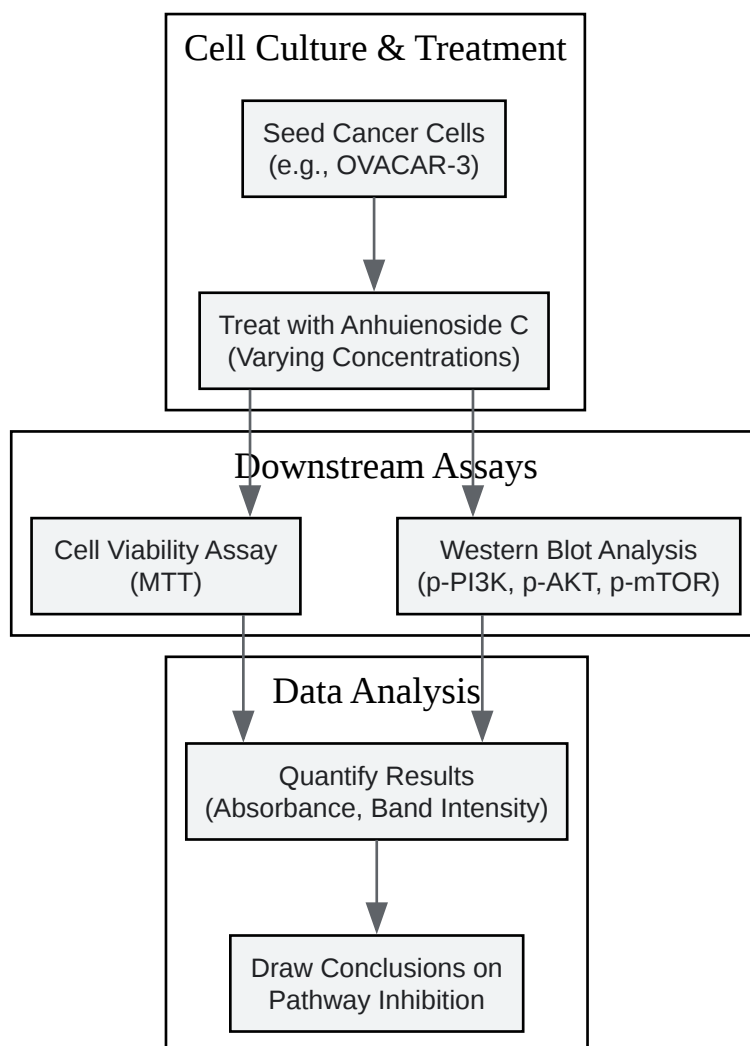 Cell Culture & Treatment
Seed Cancer Cells
(e.g., OVACAR-3)
Treat with Anhuienoside C
(Varying Concentrations)
Downstream Assays
Cell Viability Assay
(MTT)
Western Blot Analysis
(p-PI3K, p-AKT, p-mTOR)
Data Analysis
Quantify Results
(Absorbance, Band Intensity)
Draw Conclusions on
Pathway Inhibition